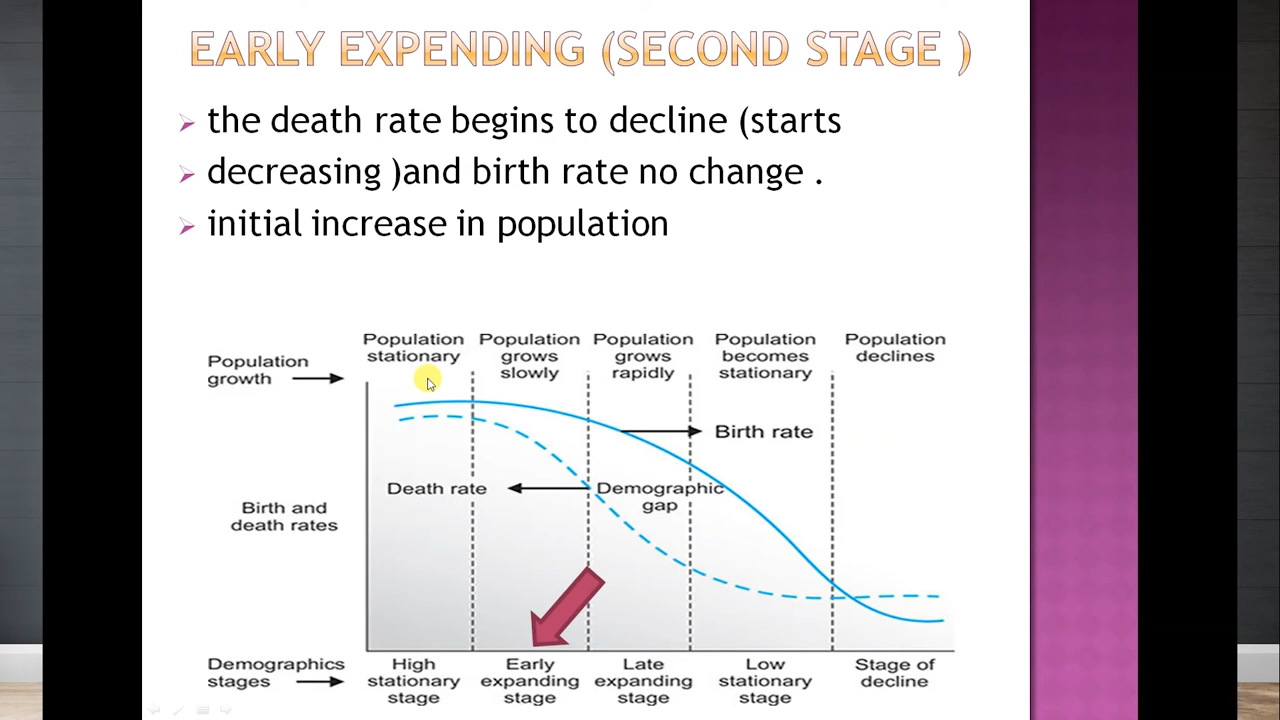 EARLY EXPENDING (SECOND STAGE )
the death rate begins to decline (starts
decreasing )and birth rate no change .
initial increase in population
Population growth
Population stationary
Population grows slowly
Population grows rapidly
Population becomes stationary
Population declines
Birth rate
Death rate
Demographic gap
Birth and death rates
Demographics stages
High stationary stage
Early expanding stage
Late expanding stage
Low stationary stage
Stage of decline